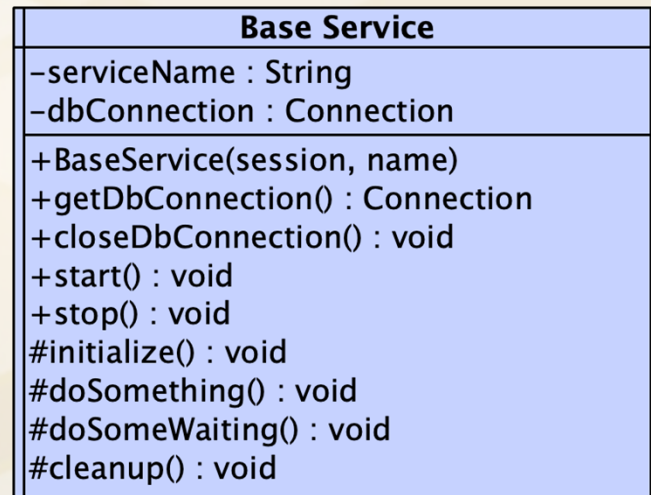 Base Service
-serviceName : String
-dbConnection : Connection
+BaseService(session, name)
+getDbConnection() : Connection
+closeDbConnection() : void
+start() : void
+stop() : void
#initialize() : void
#doSomething() : void
#doSomeWaiting() : void
#cleanup() : void